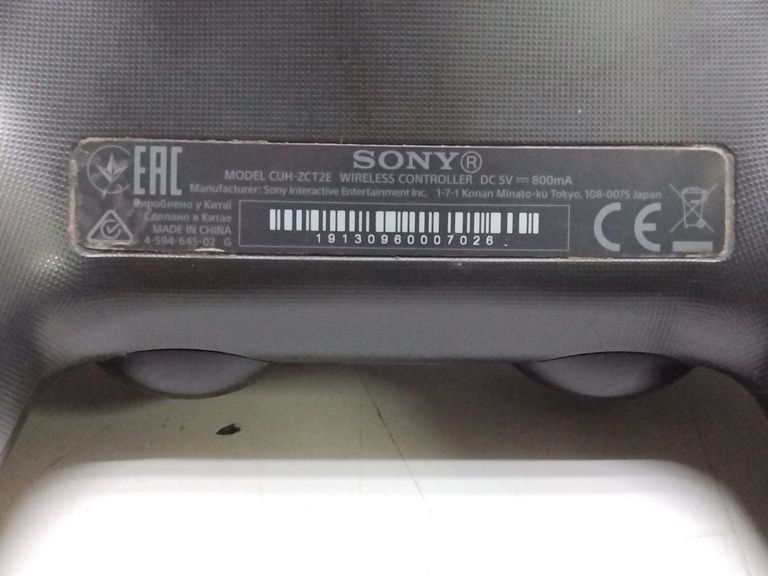 EAC
SONY®
MODEL CUH-ZCT2E WIRELESS CONTROLLER DC 5V ⎓ 800mA
Manufacturer: Sony Interactive Entertainment Inc. 1-7-1 Konan Minato-ku Tokyo, 108-0075 Japan
Вироблено у Китаї
Сделано в Китае
MADE IN CHINA
4-594-645-02 G
19130960007026
CE